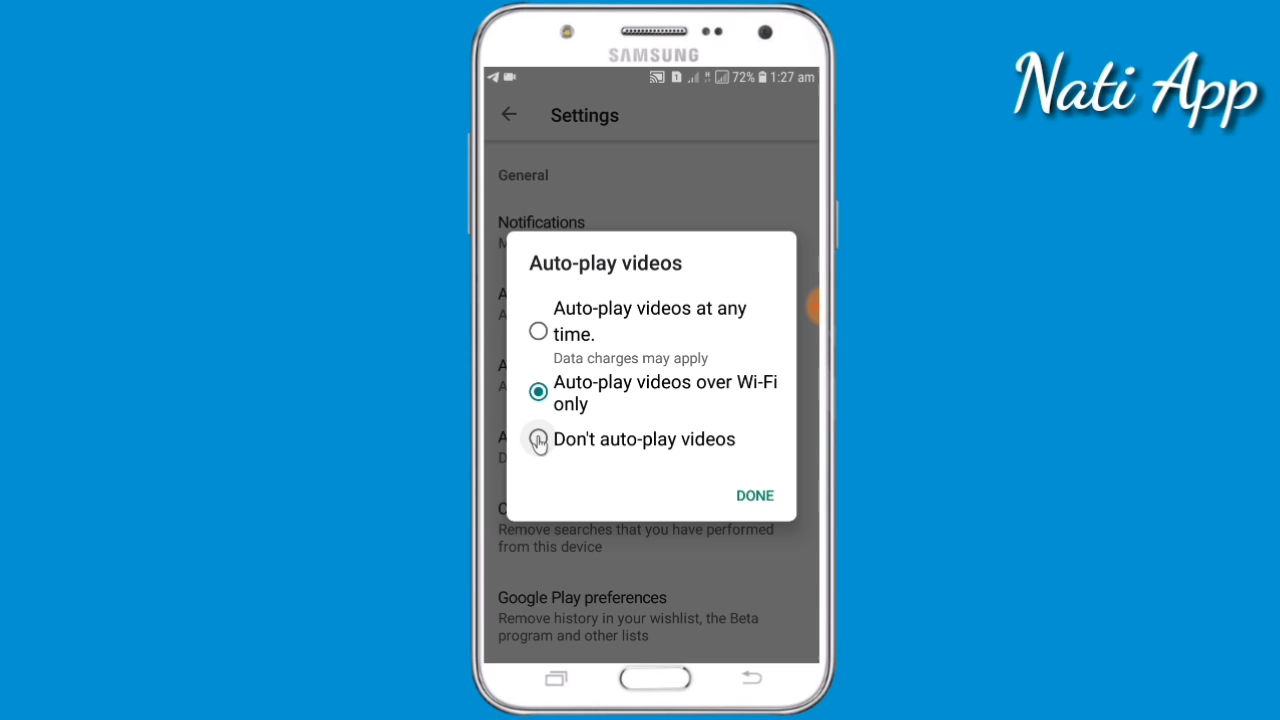 Nati App
SAMSUNG
72% 1:27 am
Settings
General
Notifications
M
Auto-play videos
A
Auto-play videos at any
time.
A
Data charges may apply
A
Auto-play videos over Wi-Fi
A
only
A
Don't auto-play videos
D
DONE
C
Remove searches that you have performed
from this device
Google Play preferences
Remove history in your wishlist, the Beta
program and other lists